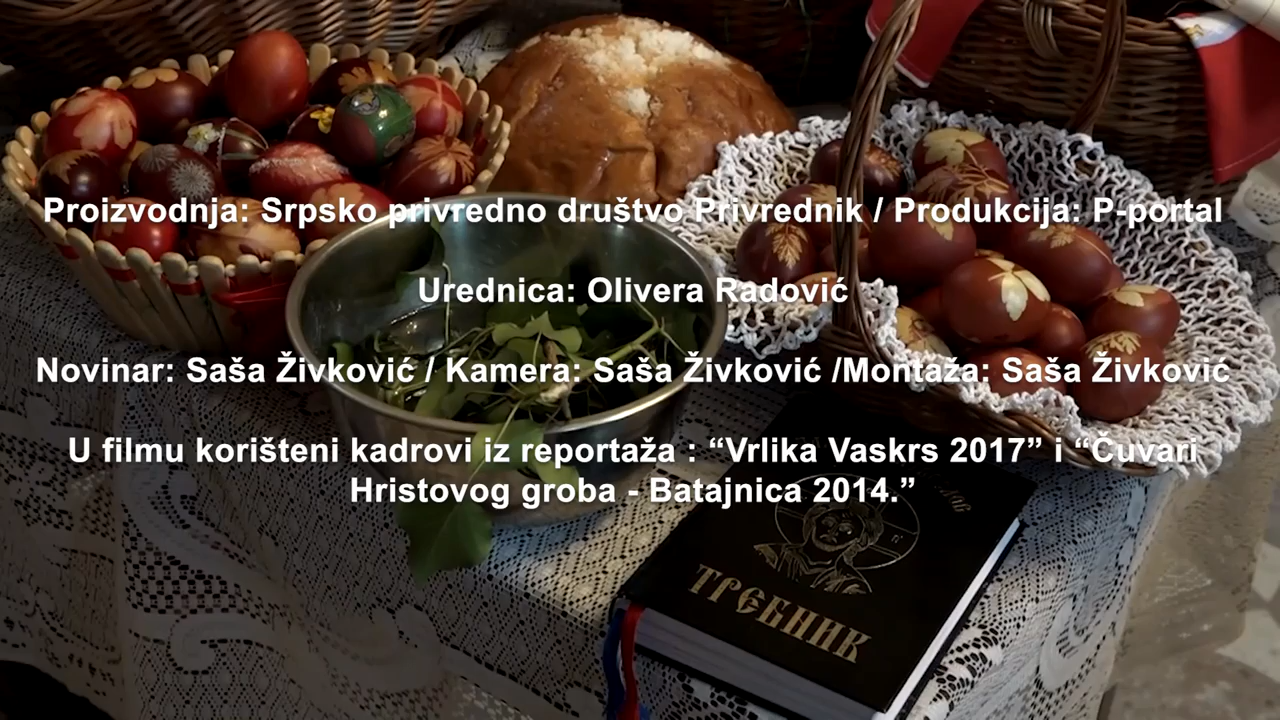 Proizvodnja: Srpsko privredno društvo Privrednik / Produkcija: P-portal
Urednica: Olivera Radović
Novinar: Saša Živković / Kamera: Saša Živković /Montaža: Saša Živković
U filmu korišteni kadrovi iz reportaža : “Vrlika Vaskrs 2017” i “Čuvari
Hristovog groba - Batajnica 2014.”
ТРЕБНИК